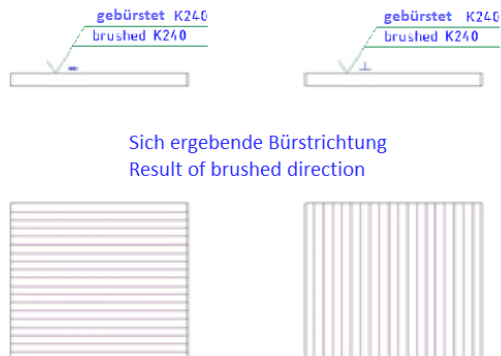 gebürstet K240
brushed K240
=
gebürstet K240
brushed K240
⊥
Sich ergebende Bürstrichtung
Result of brushed direction